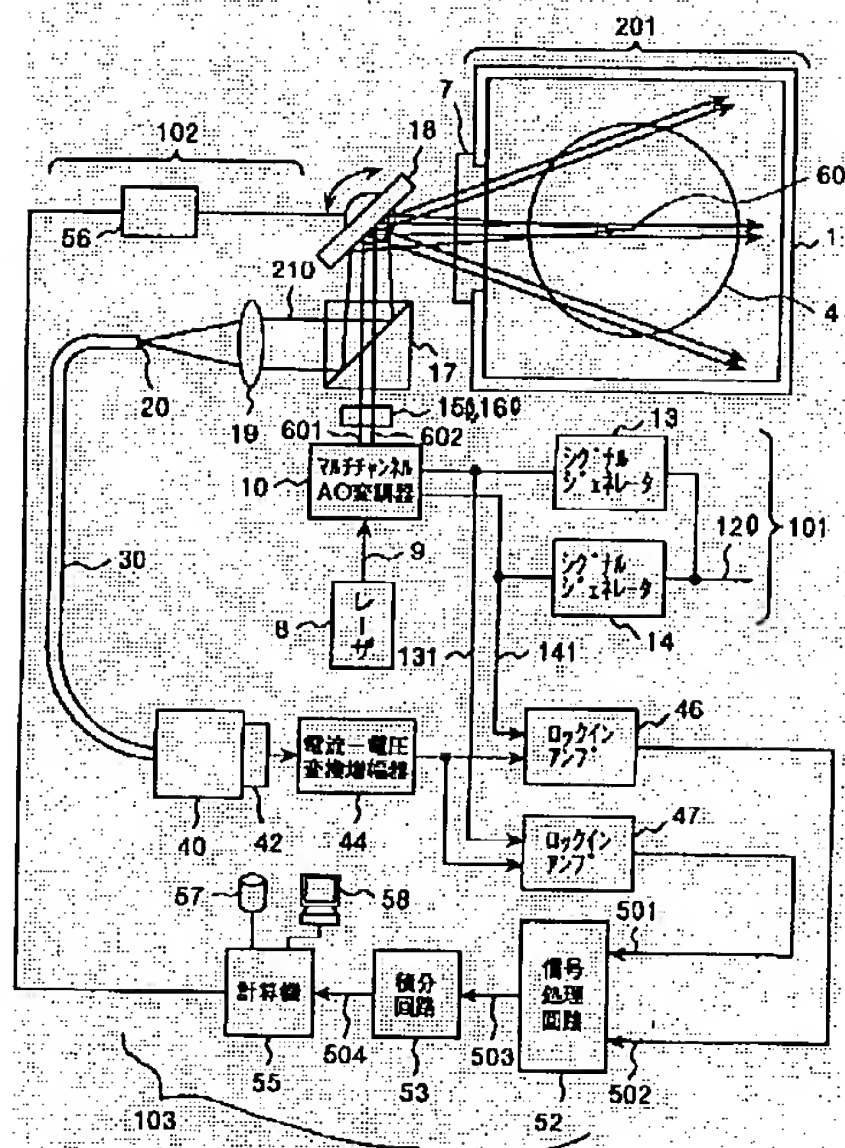 201
7
18
102
60
56
1
210
4
17
20
19
150,160
601
602
13
10
マルチチャンネル
AO変調器
シグナル
ジェネレータ
120
101
30
9
シグナル
ジェネレータ
8
レーザ
131
141
14
46
ロックイン
アンプ
電流－電圧
変換増幅器
40
42
44
47
ロックイン
アンプ
57
58
501
計算機
積分
回路
信号
処理
回路
504
503
502
55
53
52
103